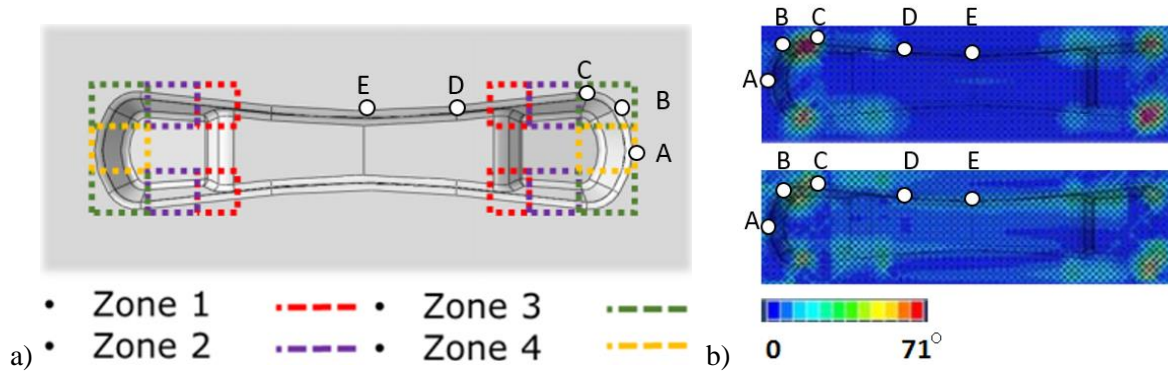 E D C
B
A
• Zone 1 • Zone 3
• Zone 2 • Zone 4
a)
B C D E
A
B C D E
A
0 71°
b)